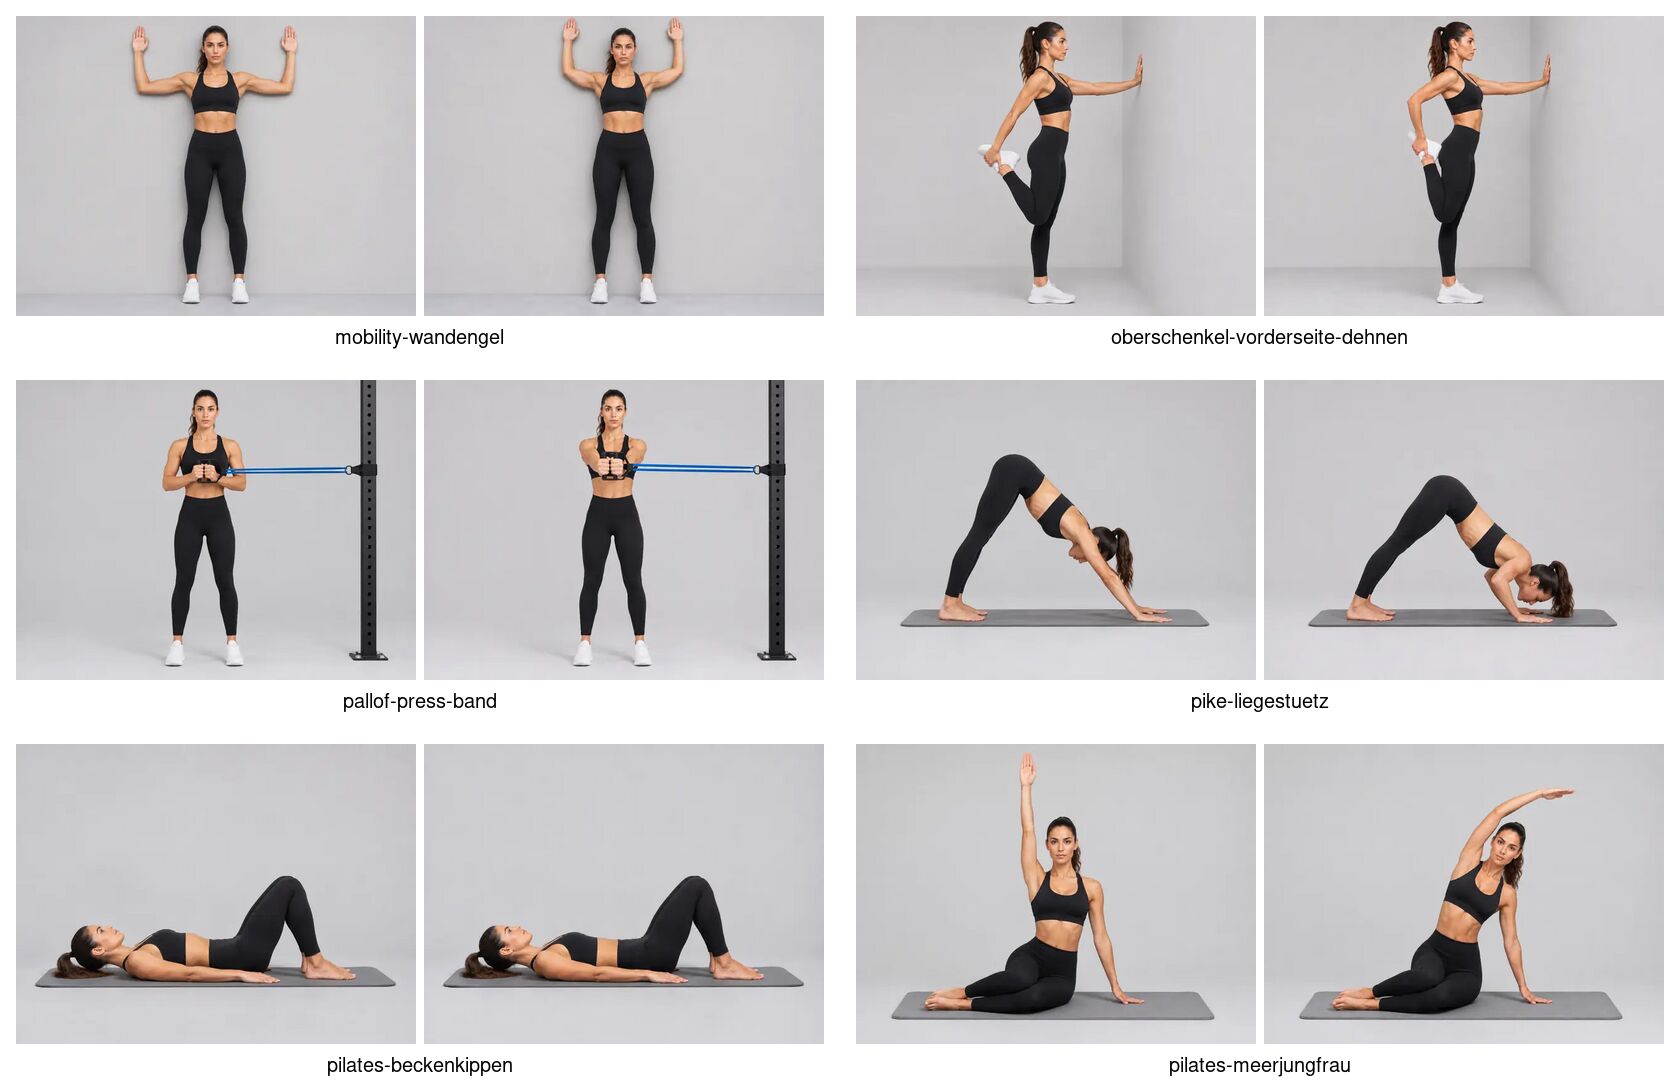 mobility-wandengel
oberschenkel-vorderseite-dehnen
pallof-press-band
pike-liegestuetz
pilates-beckenkippen
pilates-meerjungfrau